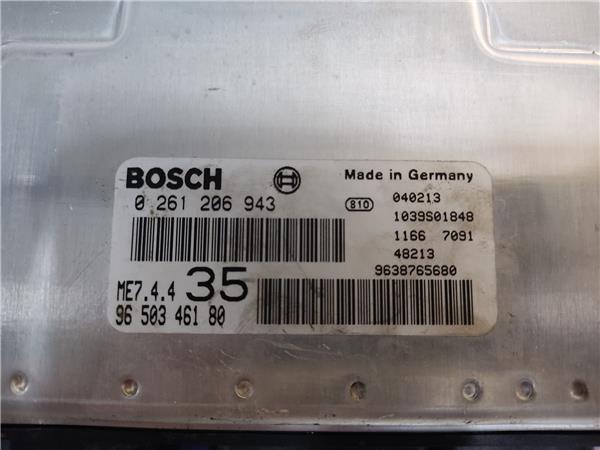 BOSCH
0 261 206 943
ME7.4.4 35
96 503 461 80
Made in Germany
810 040213
1039S01848
1166 7091
48213
9638765680